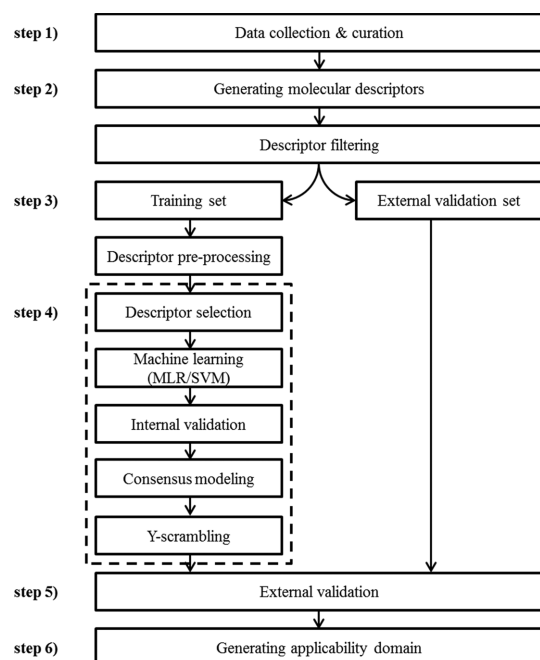 step 1) Data collection & curation
step 2) Generating molecular descriptors
Descriptor filtering
step 3) Training set External validation set
Descriptor pre-processing
step 4) Descriptor selection
Machine learning
(MLR/SVM)
Internal validation
Consensus modeling
Y-scrambling
step 5) External validation
step 6) Generating applicability domain